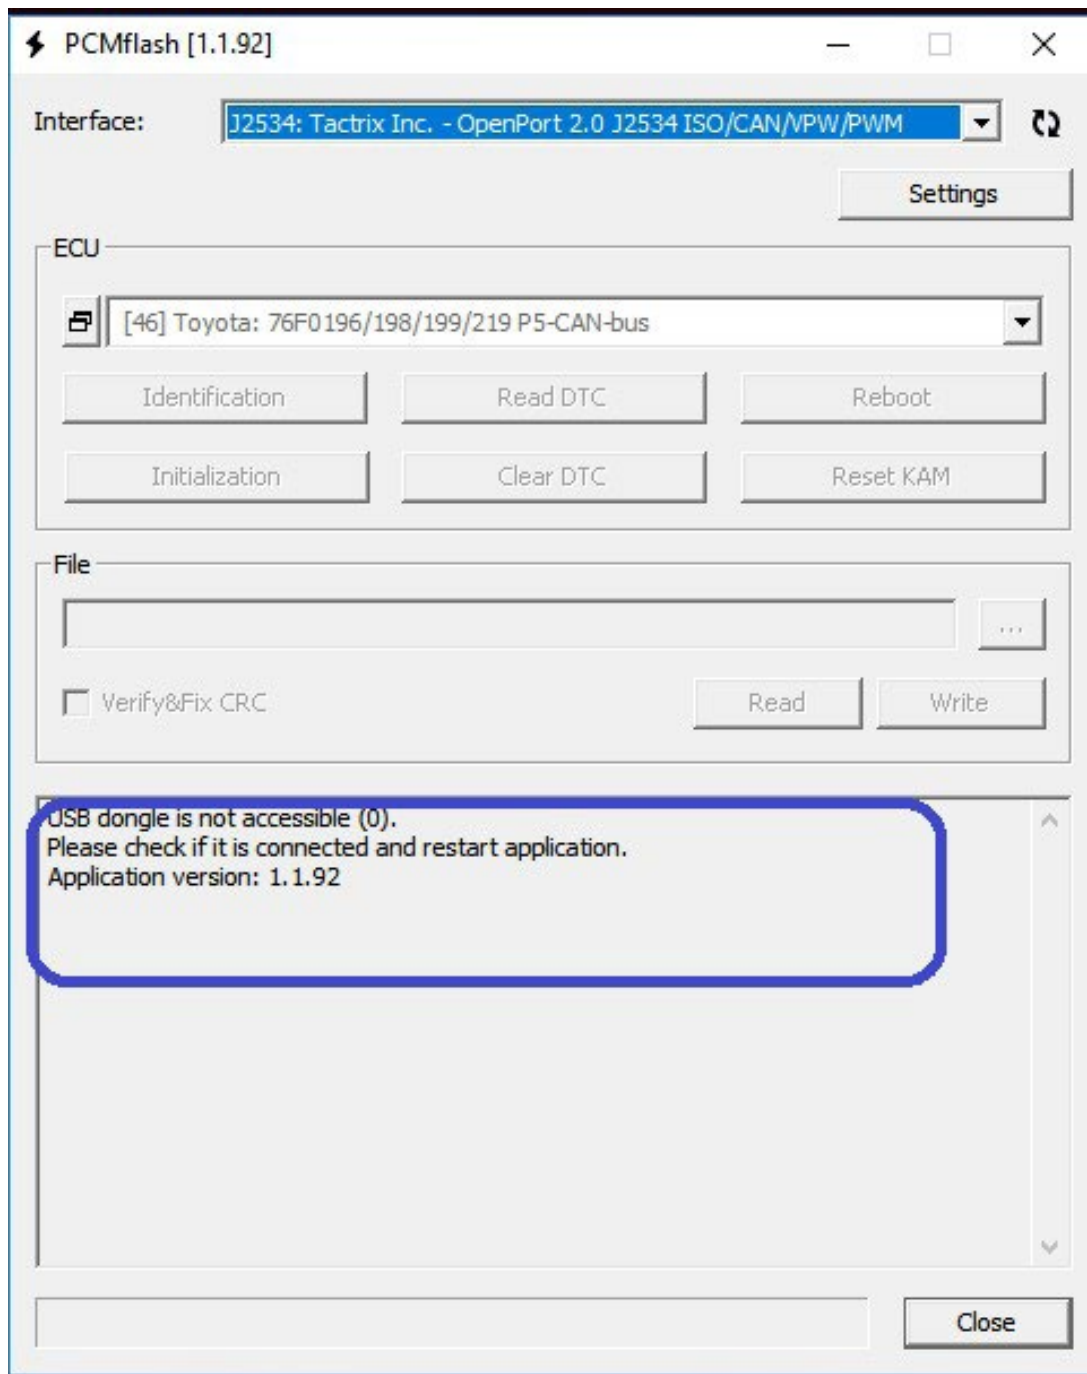 PCMflash [1.1.92]
Interface:
J2534: Tactrix Inc. - OpenPort 2.0 J2534 ISO/CAN/VPW/PWM
Settings
ECU
[46] Toyota: 76F0196/198/199/219 P5-CAN-bus
Identification
Read DTC
Reboot
Initialization
Clear DTC
Reset KAM
File
...
Verify&Fix CRC
Read
Write
USB dongle is not accessible (0).
Please check if it is connected and restart application.
Application version: 1.1.92
Close